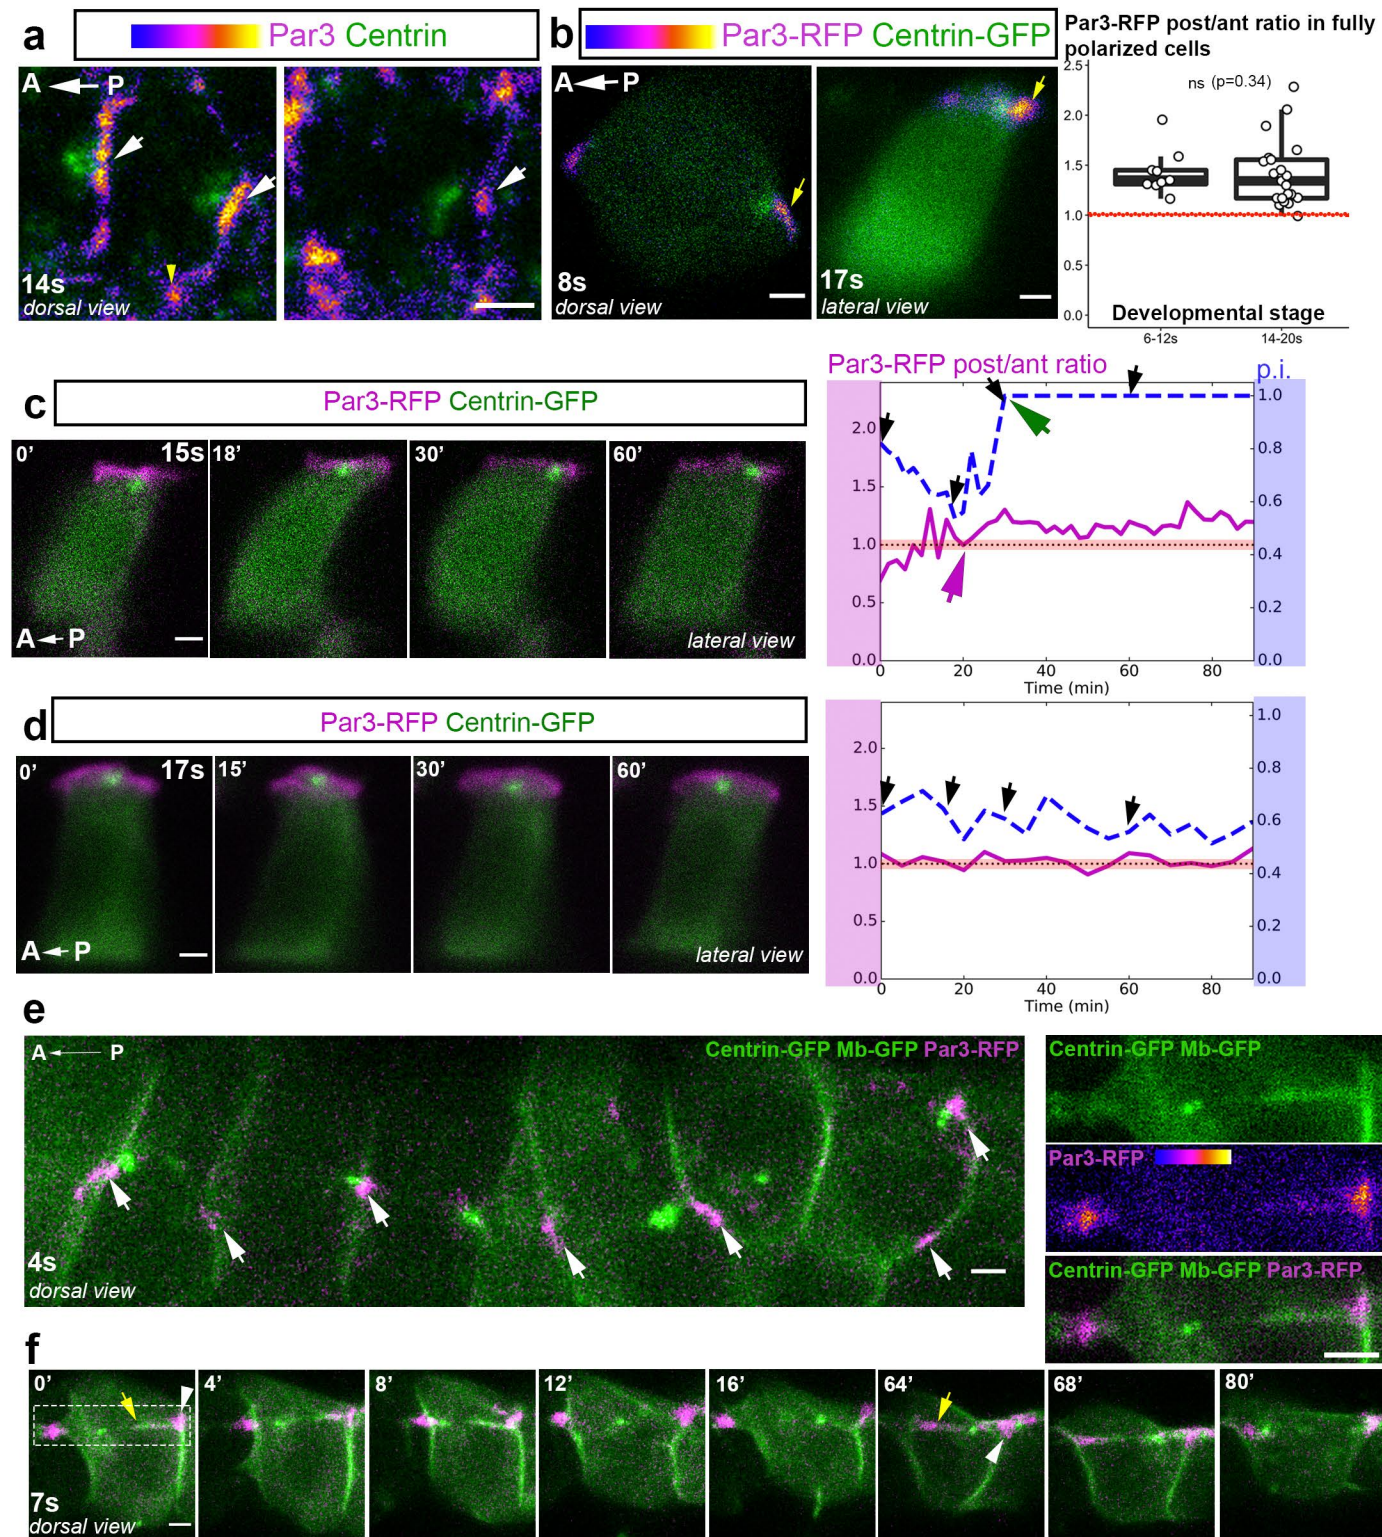 a
Par3 Centrin
A P
14s
dorsal view
b
Par3-RFP Centrin-GFP
A P
8s
dorsal view
17s
lateral view
Par3-RFP post/ant ratio in fully
polarized cells
2.5
ns (p=0.34)
2.0
1.5
1.0
0.5
0.0
Developmental stage
6-12s
14-20s
c
Par3-RFP Centrin-GFP
0’
15s
18’
30’
60’
A P
lateral view
Par3-RFP post/ant ratio
p.i.
2.0
1.5
1.0
0.5
0.0
1.0
0.8
0.6
0.4
0.2
0.0
0 20 40 60 80
Time (min)
d
Par3-RFP Centrin-GFP
0’
17s
15’
30’
60’
A P
lateral view
2.0
1.5
1.0
0.5
0.0
1.0
0.8
0.6
0.4
0.2
0.0
0 20 40 60 80
Time (min)
e
A P
Centrin-GFP Mb-GFP Par3-RFP
4s
dorsal view
Centrin-GFP Mb-GFP
Par3-RFP
Centrin-GFP Mb-GFP Par3-RFP
f
0’
4’
8’
12’
16’
64’
68’
80’
7s
dorsal view